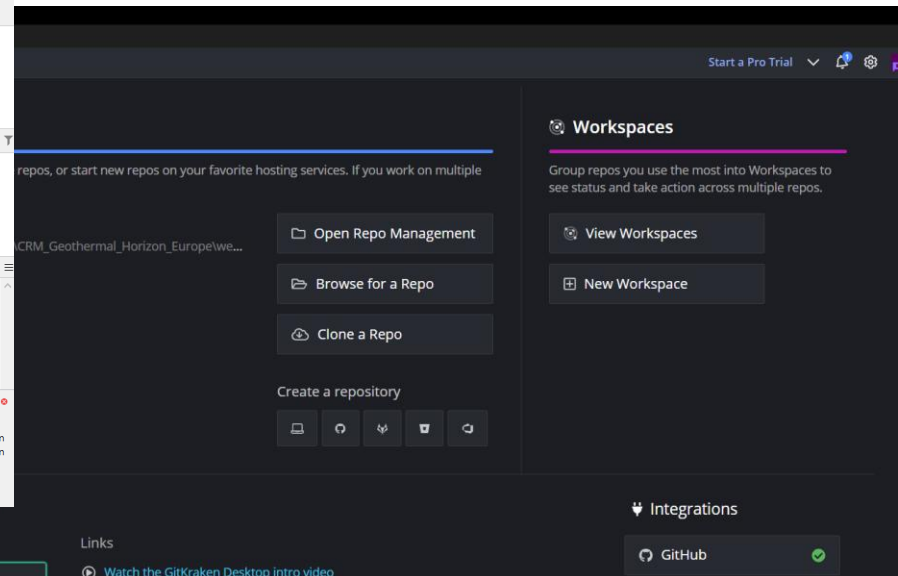 Start a Pro Trial
1
Workspaces
repos, or start new repos on your favorite hosting services. If you work on multiple
Group repos you use the most into Workspaces to
see status and take action across multiple repos.
\CRM_Geothermal_Horizon_Europe\we...
Open Repo Management
View Workspaces
Browse for a Repo
New Workspace
Clone a Repo
Create a repository
n
n
Integrations
Links
GitHub
Watch the GitKraken Desktop intro video